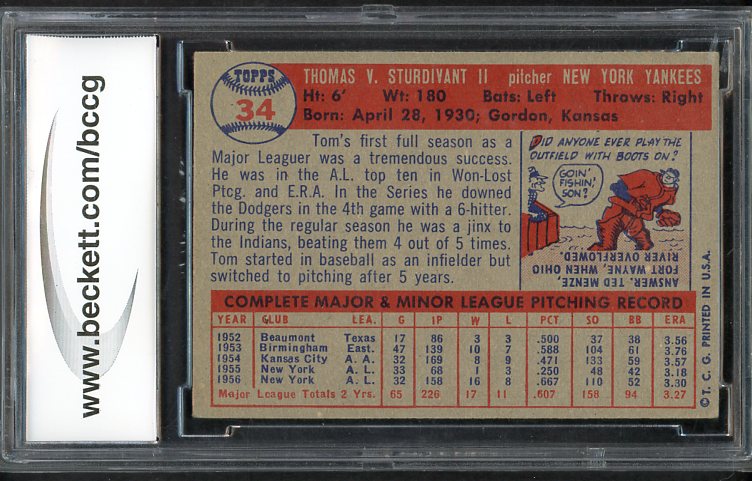 www.beckett.com/bccg
TOPPS
34
THOMAS V. STURDIVANT II pitcher NEW YORK YANKEES
Ht: 6' Wt: 180 Bats: Left Throws: Right
Born: April 28, 1930; Gordon, Kansas
Tom's first full season as a
Major Leaguer was a tremendous success.
He was in the A.L. top ten in Won-Lost
Ptcg. and E.R.A. In the Series he downed
the Dodgers in the 4th game with a 6-hitter.
During the regular season he was a jinx to
the Indians, beating them 4 out of 5 times.
Tom started in baseball as an infielder but
switched to pitching after 5 years.
DID ANYONE EVER PLAY THE
OUTFIELD WITH BOOTS ON?
GOIN'
FISHIN',
SON?
ANSWER: TED MENZE,
FORT WAYNE, WHEN OHIO
RIVER OVERFLOWED.
COMPLETE MAJOR & MINOR LEAGUE PITCHING RECORD
YEAR CLUB LEA. G IP W L PCT. SO BB ERA
1952 Beaumont Texas 17 86 3 3 .500 37 38 3.56
1953 Birmingham East. 47 139 10 7 .588 104 61 3.76
1954 Kansas City A. A. 32 169 8 9 .471 133 59 3.57
1955 New York A. L. 33 68 1 3 .250 48 42 3.18
1956 New York A. L. 32 158 16 8 .667 110 52 3.30
Major League Totals 2 Yrs. 65 226 17 11 .607 158 94 3.27
© T. C. G. PRINTED IN U.S.A.